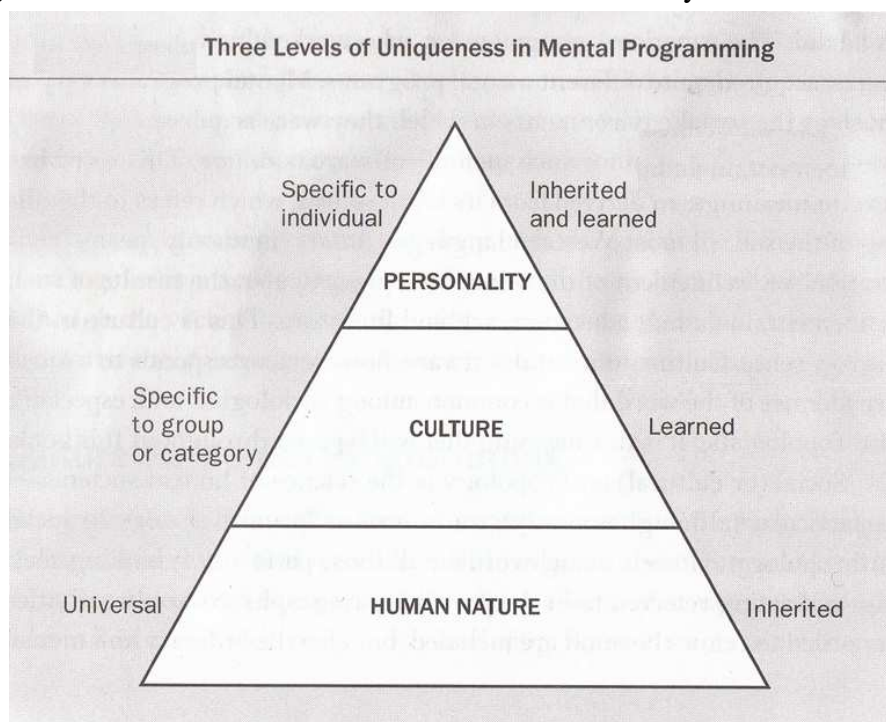 Three Levels of Uniqueness in Mental Programming
Specific to
individual
Inherited
and learned
PERSONALITY
Specific
to group
or category
CULTURE
Learned
Universal
HUMAN NATURE
Inherited